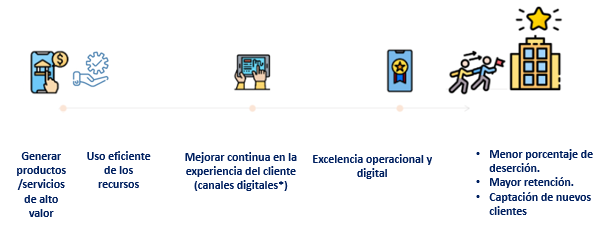 Generar
productos
/servicios
de alto
valor
Uso eficiente
de los
recursos
Mejorar continua en la
experiencia del cliente
(canales digitales*)
Excelencia operacional y
digital
• Menor porcentaje de
deserción.
• Mayor retención.
• Captación de nuevos
clientes